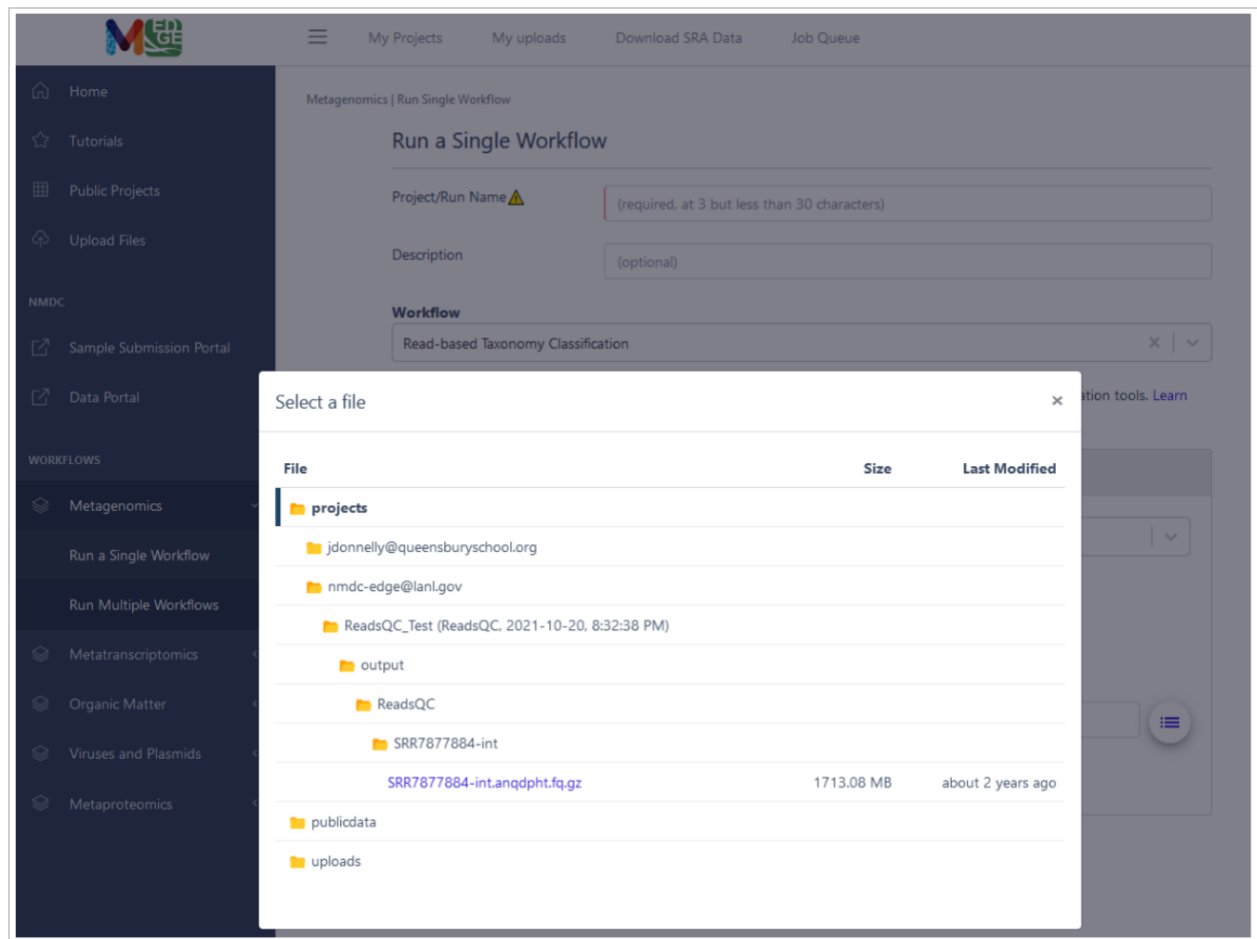 M ED GE
My Projects My uploads Download SRA Data Job Queue
Home
Tutorials
Public Projects
Upload Files
NMDC
Sample Submission Portal
Data Portal
WORKFLOWS
Metagenomics
Run a Single Workflow
Run Multiple Workflows
Metatranscriptomics
Organic Matter
Viruses and Plasmids
Metaproteomics
Metagenomics | Run Single Workflow
Run a Single Workflow
Project/Run Name (required, at 3 but less than 30 characters)
Description (optional)
Workflow
Read-based Taxonomy Classification
ation tools. Learn
Select a file ×
File Size Last Modified
projects
jdonnelly@queensburyschool.org
nmdc-edge@lanl.gov
ReadsQC_Test (ReadsQC, 2021-10-20, 8:32:38 PM)
output
ReadsQC
SRR7877884-int
SRR7877884-int.anqdpht.fq.gz 1713.08 MB about 2 years ago
publicdata
uploads